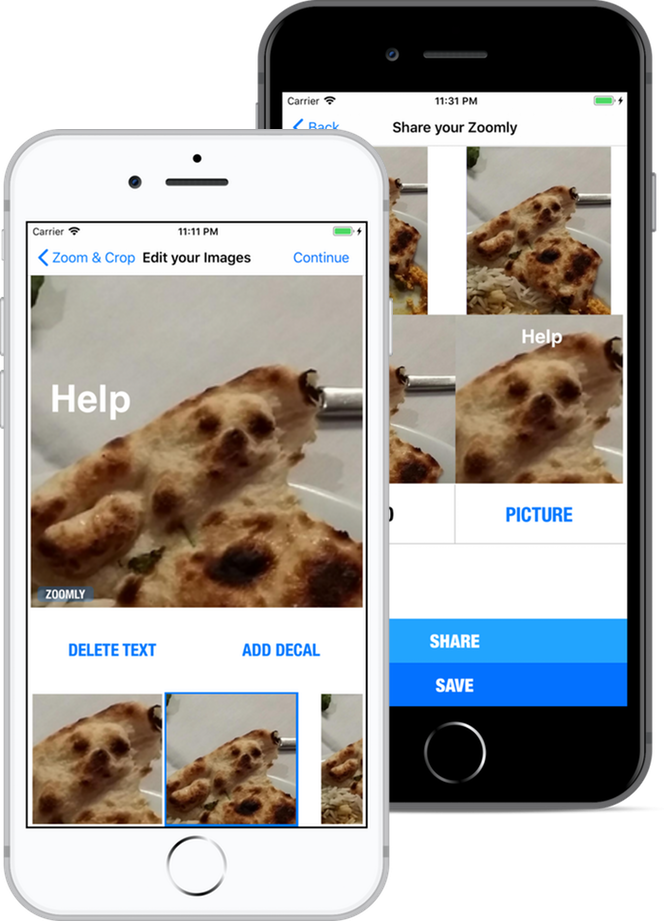 Carrier 11:31 PM
Back Share your Zoomly
Help
PICTURE
SHARE
SAVE
Carrier 11:11 PM
Zoom & Crop Edit your Images Continue
Help
ZOOMLY
DELETE TEXT ADD DECAL